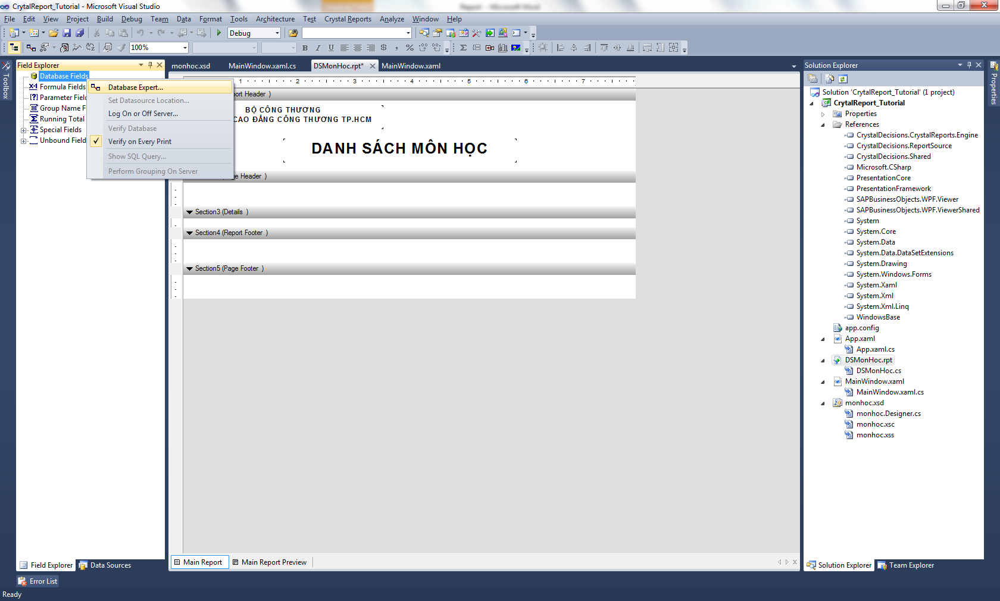 CrytalReport_Tutorial - Microsoft Visual Studio
File Edit View Project Build Debug Team Data Format Tools Architecture Test Crystal Reports Analyze Window Help
Debug
100%
B I U $ , %
Toolbox
Field Explorer
Database Fields
Formula Fields
Parameter Fiel
Group Name F
Running Total
Special Fields
Unbound Field
Database Expert...
Set Datasource Location...
Log On or Off Server...
Verify Database
Verify on Every Print
Show SQL Query...
Perform Grouping On Server
monhoc.xsd MainWindow.xaml.cs DSMonHoc.rpt* MainWindow.xaml
1 2 3 4 5 6 7
ort Header )
BỘ CÔNG THƯƠNG
CAO ĐẲNG CÔNG THƯƠNG TP.HCM
DANH SÁCH MÔN HỌC
ge Header )
Section3 (Details )
Section4 (Report Footer )
Section5 (Page Footer )
Main Report Main Report Preview
Solution Explorer
Solution 'CrytalReport_Tutorial' (1 project)
CrytalReport_Tutorial
Properties
References
CrystalDecisions.CrystalReports.Engine
CrystalDecisions.ReportSource
CrystalDecisions.Shared
Microsoft.CSharp
PresentationCore
PresentationFramework
SAPBusinessObjects.WPF.Viewer
SAPBusinessObjects.WPF.ViewerShared
System
System.Core
System.Data
System.Data.DataSetExtensions
System.Drawing
System.Windows.Forms
System.Xaml
System.Xml
System.Xml.Linq
WindowsBase
app.config
App.xaml
App.xaml.cs
DSMonHoc.rpt
DSMonHoc.cs
MainWindow.xaml
MainWindow.xaml.cs
monhoc.xsd
monhoc.Designer.cs
monhoc.xsc
monhoc.xss
Properties
Field Explorer Data Sources
Solution Explorer Team Explorer
Error List
Ready